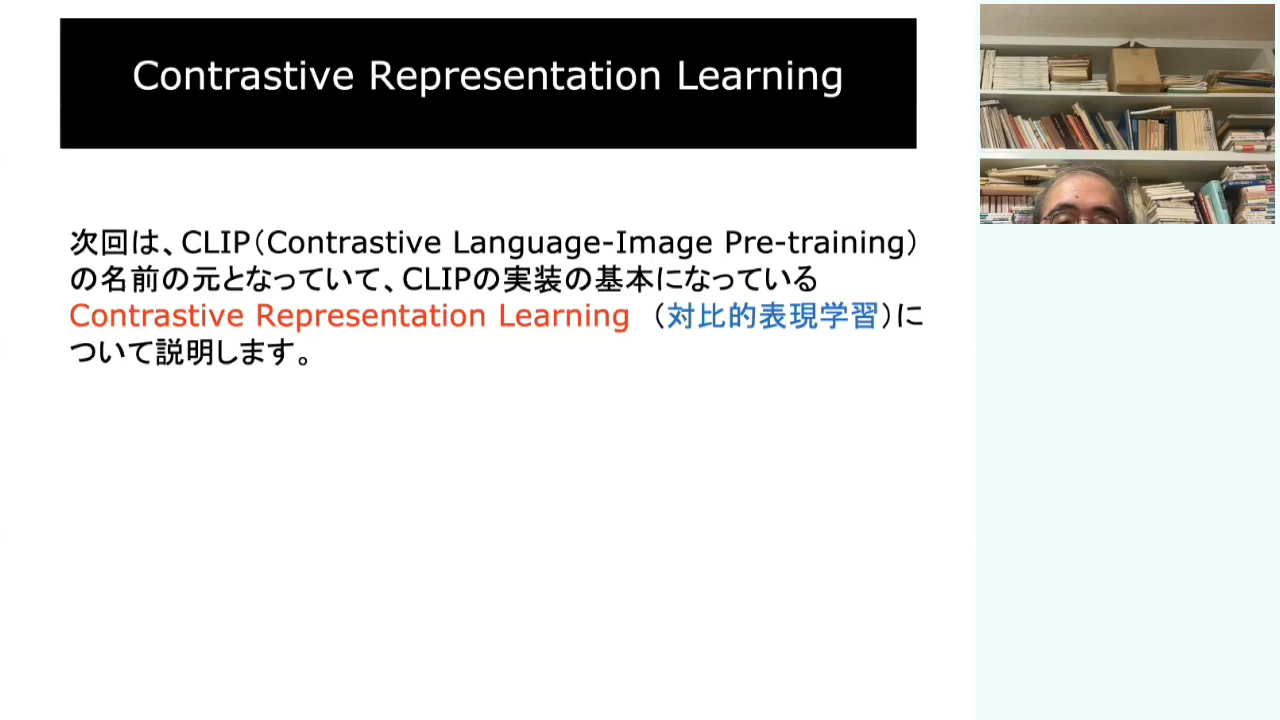 Contrastive Representation Learning
次回は、CLIP（Contrastive Language-Image Pre-training）
の名前の元となっていて、CLIPの実装の基本になっている
Contrastive Representation Learning （対比的表現学習）に
ついて説明します。